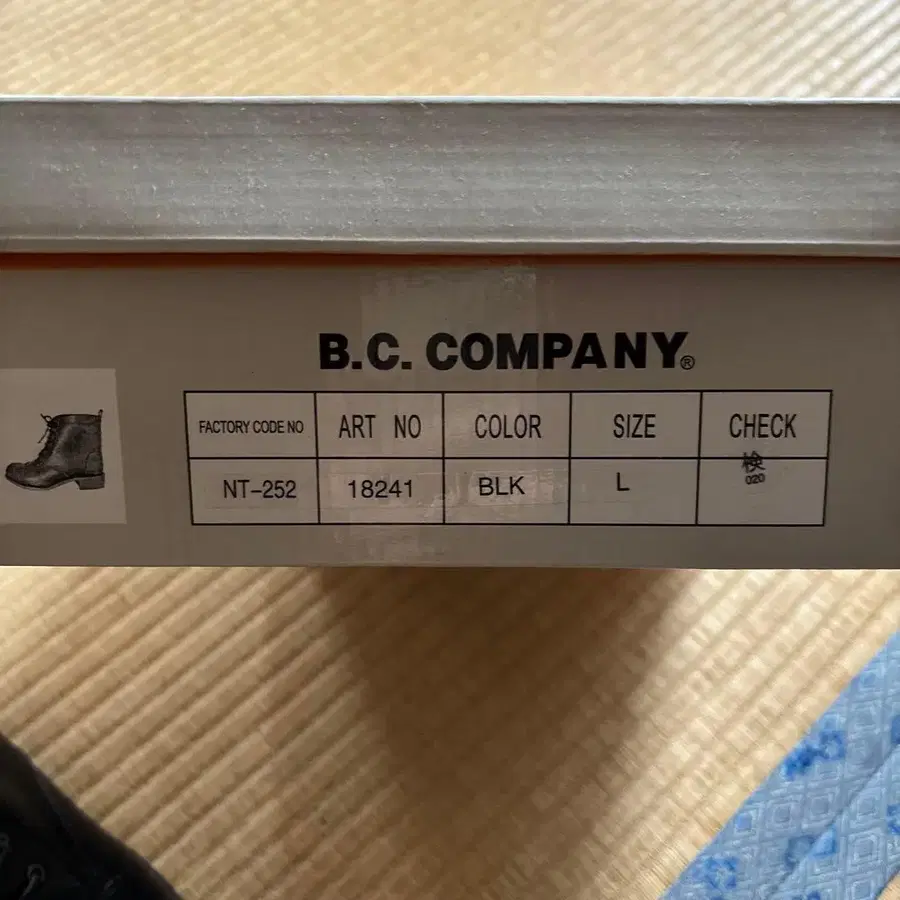 B.C. COMPANY®
FACTORY CODE NO ART NO COLOR SIZE CHECK
NT-252 18241 BLK L 検
020